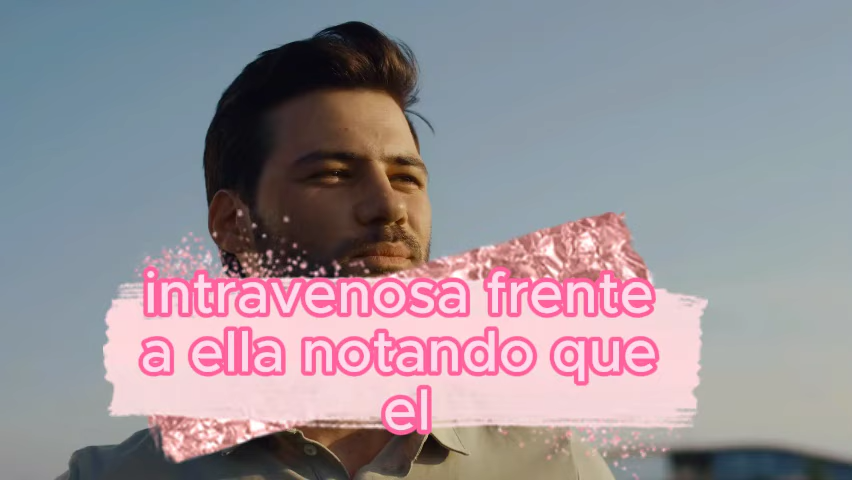 intravenosa frente
a ella notando que
el